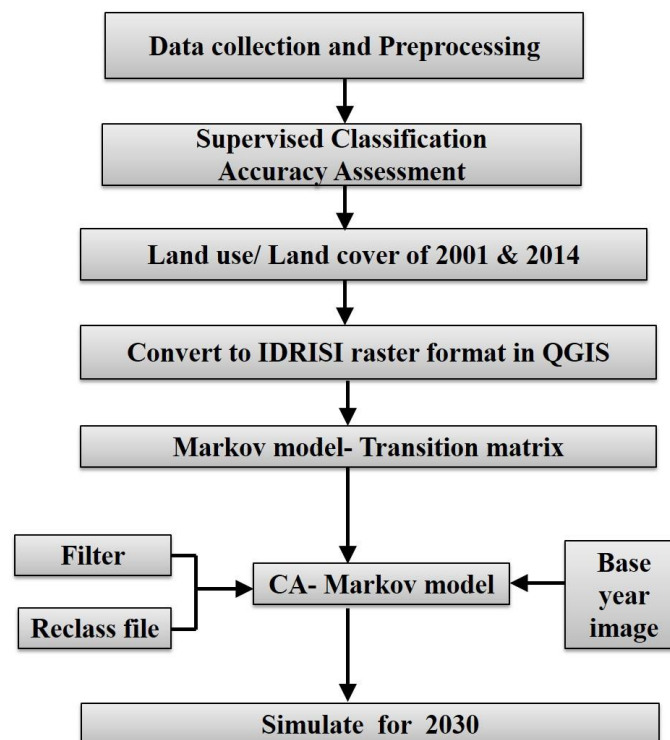 Data collection and Preprocessing
Supervised Classification
Accuracy Assessment
Land use/ Land cover of 2001 & 2014
Convert to IDRISI raster format in QGIS
Markov model- Transition matrix
Filter
Reclass file
CA- Markov model
Base
year
image
Simulate for 2030